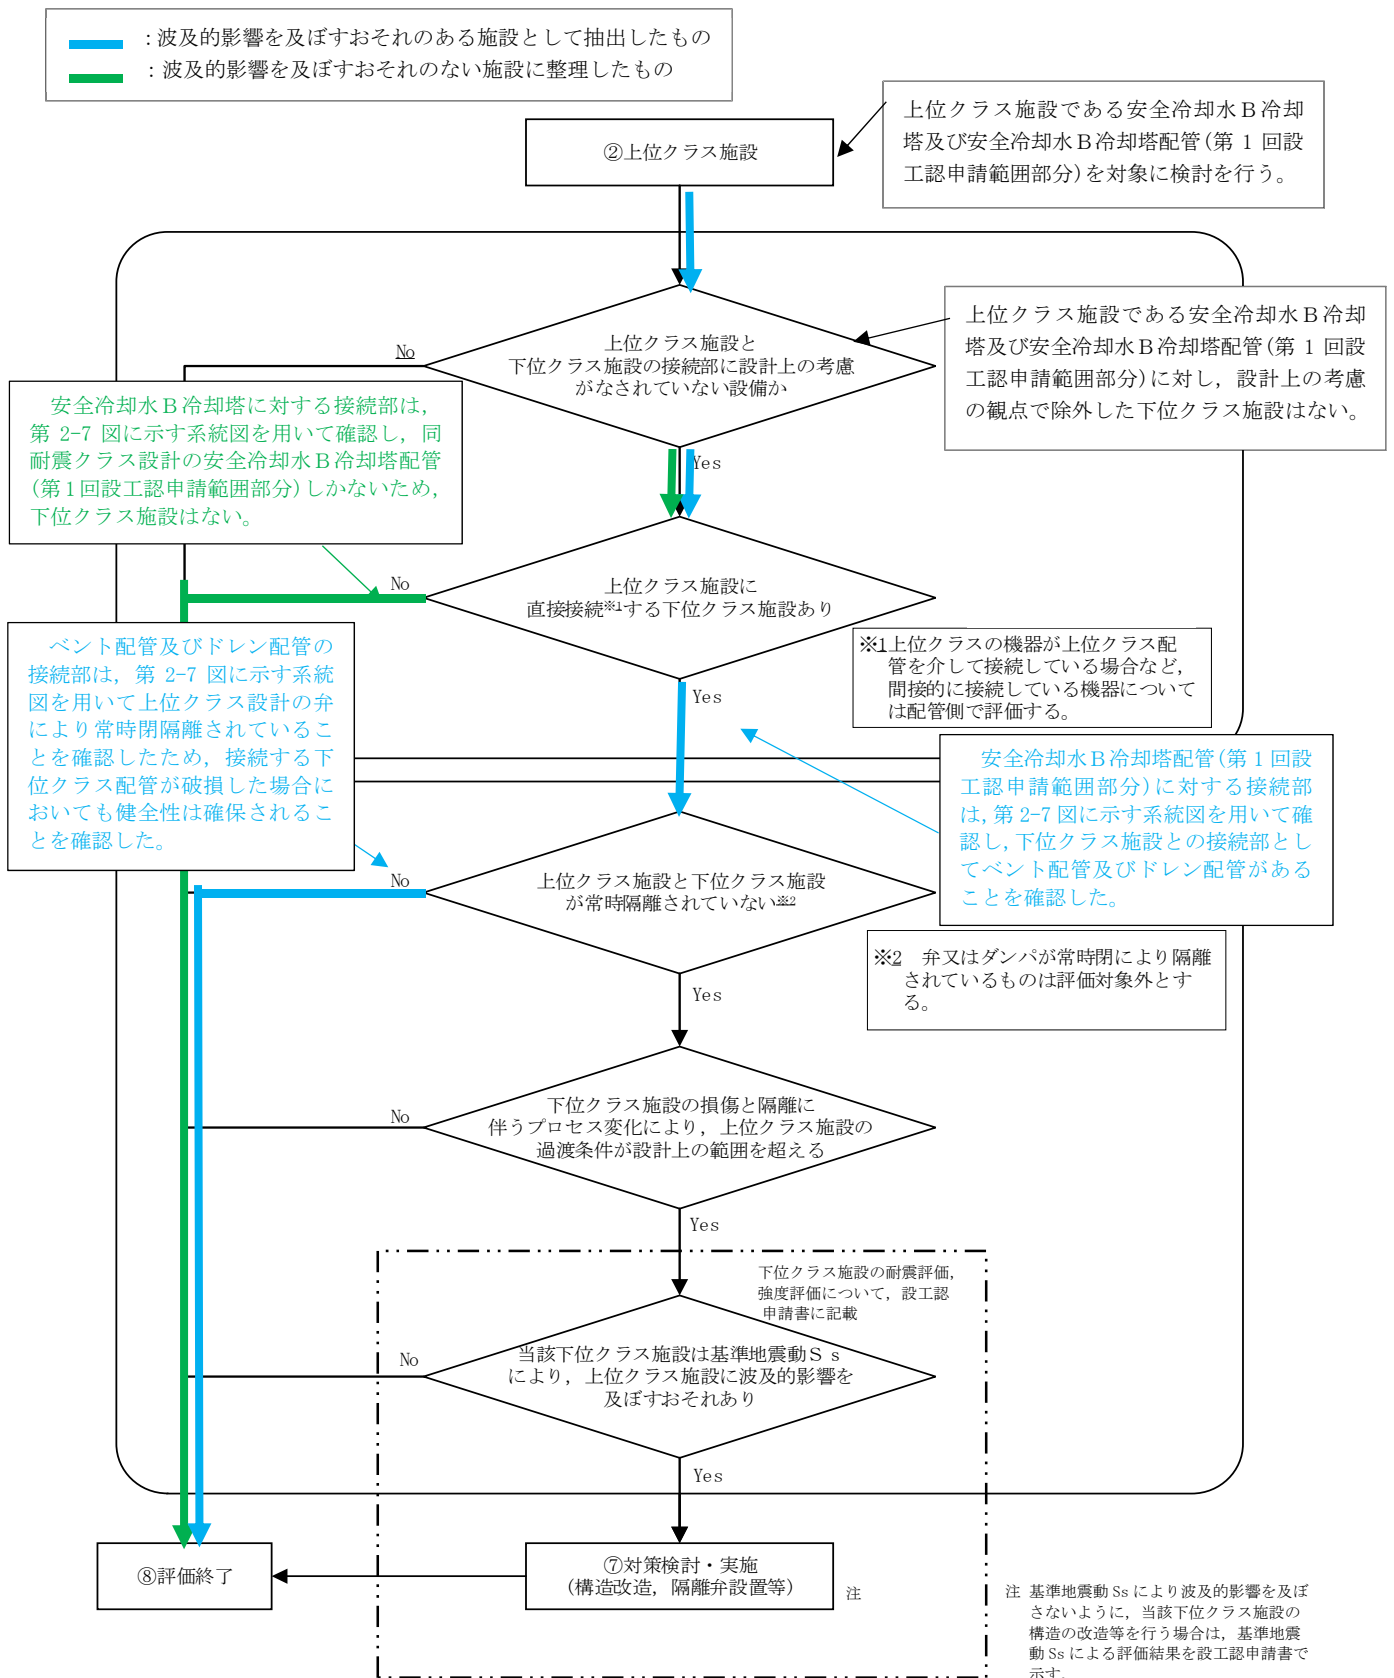 ：波及的影響を及ぼすおそれのある施設として抽出したもの
：波及的影響を及ぼすおそれのない施設に整理したもの
②上位クラス施設
上位クラス施設である安全冷却水Ｂ冷却
塔及び安全冷却水Ｂ冷却塔配管(第 1 回設
工認申請範囲部分)を対象に検討を行う。
上位クラス施設と
下位クラス施設の接続部に設計上の考慮
がなされていない設備か
No
Yes
上位クラス施設である安全冷却水Ｂ冷却
塔及び安全冷却水Ｂ冷却塔配管(第 1 回設
工認申請範囲部分)に対し，設計上の考慮
の観点で除外した下位クラス施設はない。
安全冷却水Ｂ冷却塔に対する接続部は，
第 2-7 図に示す系統図を用いて確認し，同
耐震クラス設計の安全冷却水Ｂ冷却塔配管
(第1回設工認申請範囲部分)しかないため，
下位クラス施設はない。
上位クラス施設に
直接接続※1する下位クラス施設あり
No
Yes
※1上位クラスの機器が上位クラス配
管を介して接続している場合など，
間接的に接続している機器について
は配管側で評価する。
ベント配管及びドレン配管の
接続部は，第 2-7 図に示す系統
図を用いて上位クラス設計の弁
により常時閉隔離されているこ
とを確認したため，接続する下
位クラス配管が破損した場合に
おいても健全性は確保されるこ
とを確認した。
安全冷却水Ｂ冷却塔配管(第 1 回設
工認申請範囲部分)に対する接続部
は，第 2-7 図に示す系統図を用いて確
認し，下位クラス施設との接続部とし
てベント配管及びドレン配管がある
ことを確認した。
上位クラス施設と下位クラス施設
が常時隔離されていない※2
No
Yes
※2　弁又はダンパが常時閉により隔離
されているものは評価対象外とす
る。
下位クラス施設の損傷と隔離に
伴うプロセス変化により，上位クラス施設の
過渡条件が設計上の範囲を超える
No
Yes
下位クラス施設の耐震評価，
強度評価について，設工認
申請書に記載
当該下位クラス施設は基準地震動Ｓｓ
により，上位クラス施設に波及的影響を
及ぼすおそれあり
No
Yes
⑧評価終了
⑦対策検討・実施
(構造改造，隔離弁設置等)
注
注 基準地震動 Ss により波及的影響を及ぼ
さないように，当該下位クラス施設の
構造の改造等を行う場合は，基準地震
動 Ss による評価結果を設工認申請書で
示す。